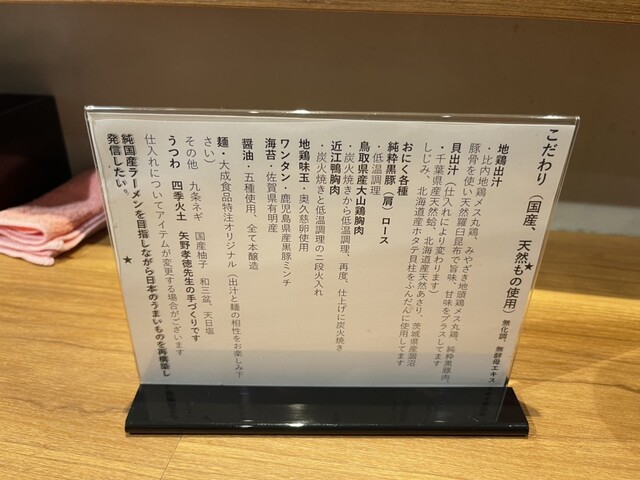 こだわり（国産、天然もの使用）無化調、無酵母エキス
★
地鶏出汁
・比内地鶏メス丸鶏、みやざき地頭鶏メス丸鶏、純粋黒豚肉、
豚骨を使い天然羅臼昆布で旨味、甘味をプラスしてます
貝出汁（仕入れにより変わります）
・千葉県産天然蛤、北海道産天然あさり、茨城県産涸沼
しじみ、北海道産ホタテ貝柱をふんだんに使用してます
おにく各種
純粋黒豚（肩）ロース
・低温調理
鳥取県産大山鶏胸肉
・炭火焼きから低温調理、再度、仕上げに炭火焼き
近江鴨胸肉
・炭火焼きと低温調理の二段火入れ
地鶏味玉・奥久慈卵使用
ワンタン・鹿児島県産黒豚ミンチ
海苔・佐賀県有明産
醤油・五種使用、全て本醸造
麺・大成食品特注オリジナル（出汁と麺の相性をお楽しみ下
さい）
その他　九条ネギ　国産柚子　和三盆、天日塩
うつわ　四季火土　矢野孝徳先生の手づくりです
仕入れについてアイテムが変更する場合がございます
★
純国産ラーメンを目指しながら日本のうまいものを再構築し
発信したい。
★